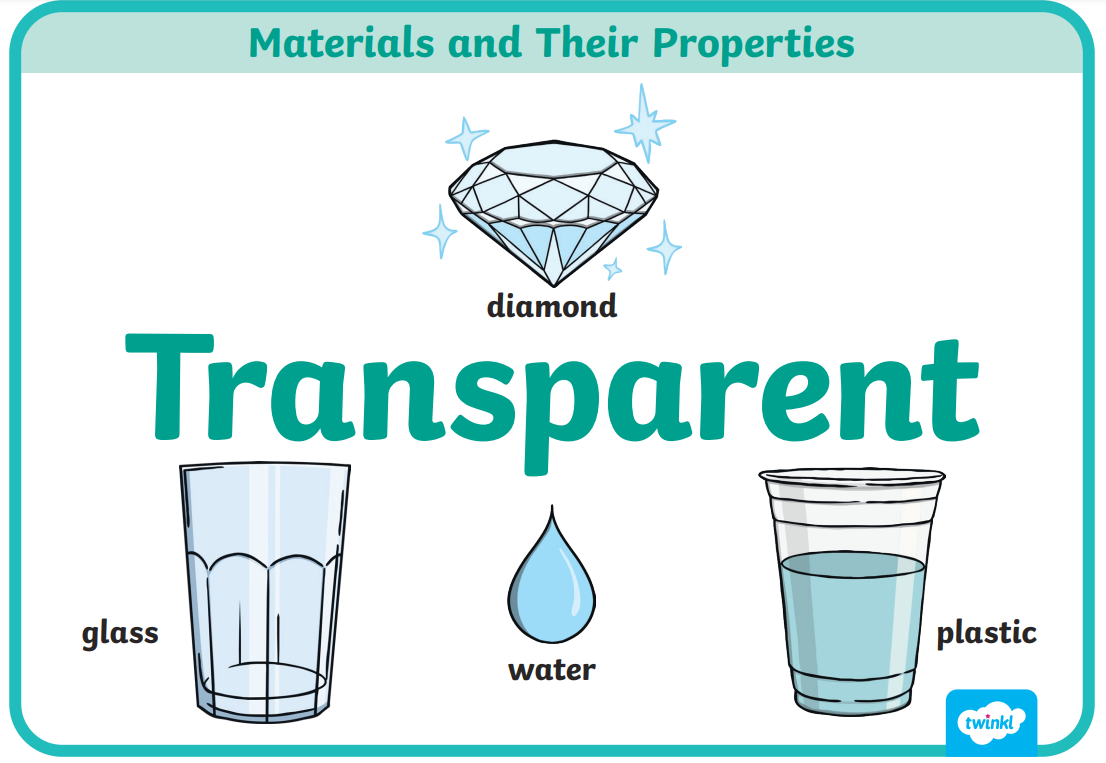 Materials and Their Properties
diamond
Transparent
glass
water
plastic
twinkl